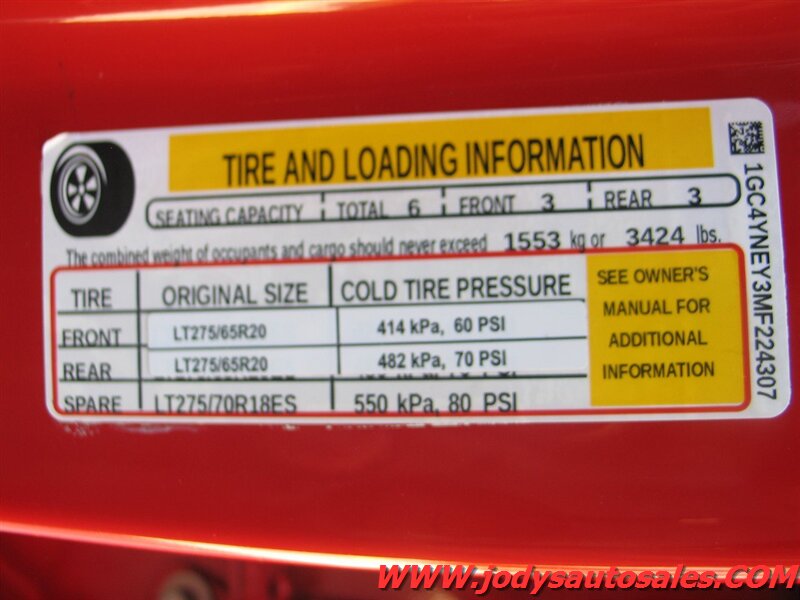 TIRE AND LOADING INFORMATION
SEATING CAPACITY TOTAL 6 FRONT 3 REAR 3
The combined weight of occupants and cargo should never exceed 1553 kg or 3424 lbs.
TIRE ORIGINAL SIZE COLD TIRE PRESSURE
FRONT LT275/65R20 414 kPa, 60 PSI
REAR LT275/65R20 482 kPa, 70 PSI
SPARE LT275/70R18ES 550 kPa, 80 PSI
SEE OWNER'S
MANUAL FOR
ADDITIONAL
INFORMATION
1GC4YNEY3MF224307
www.jodysautosales.com